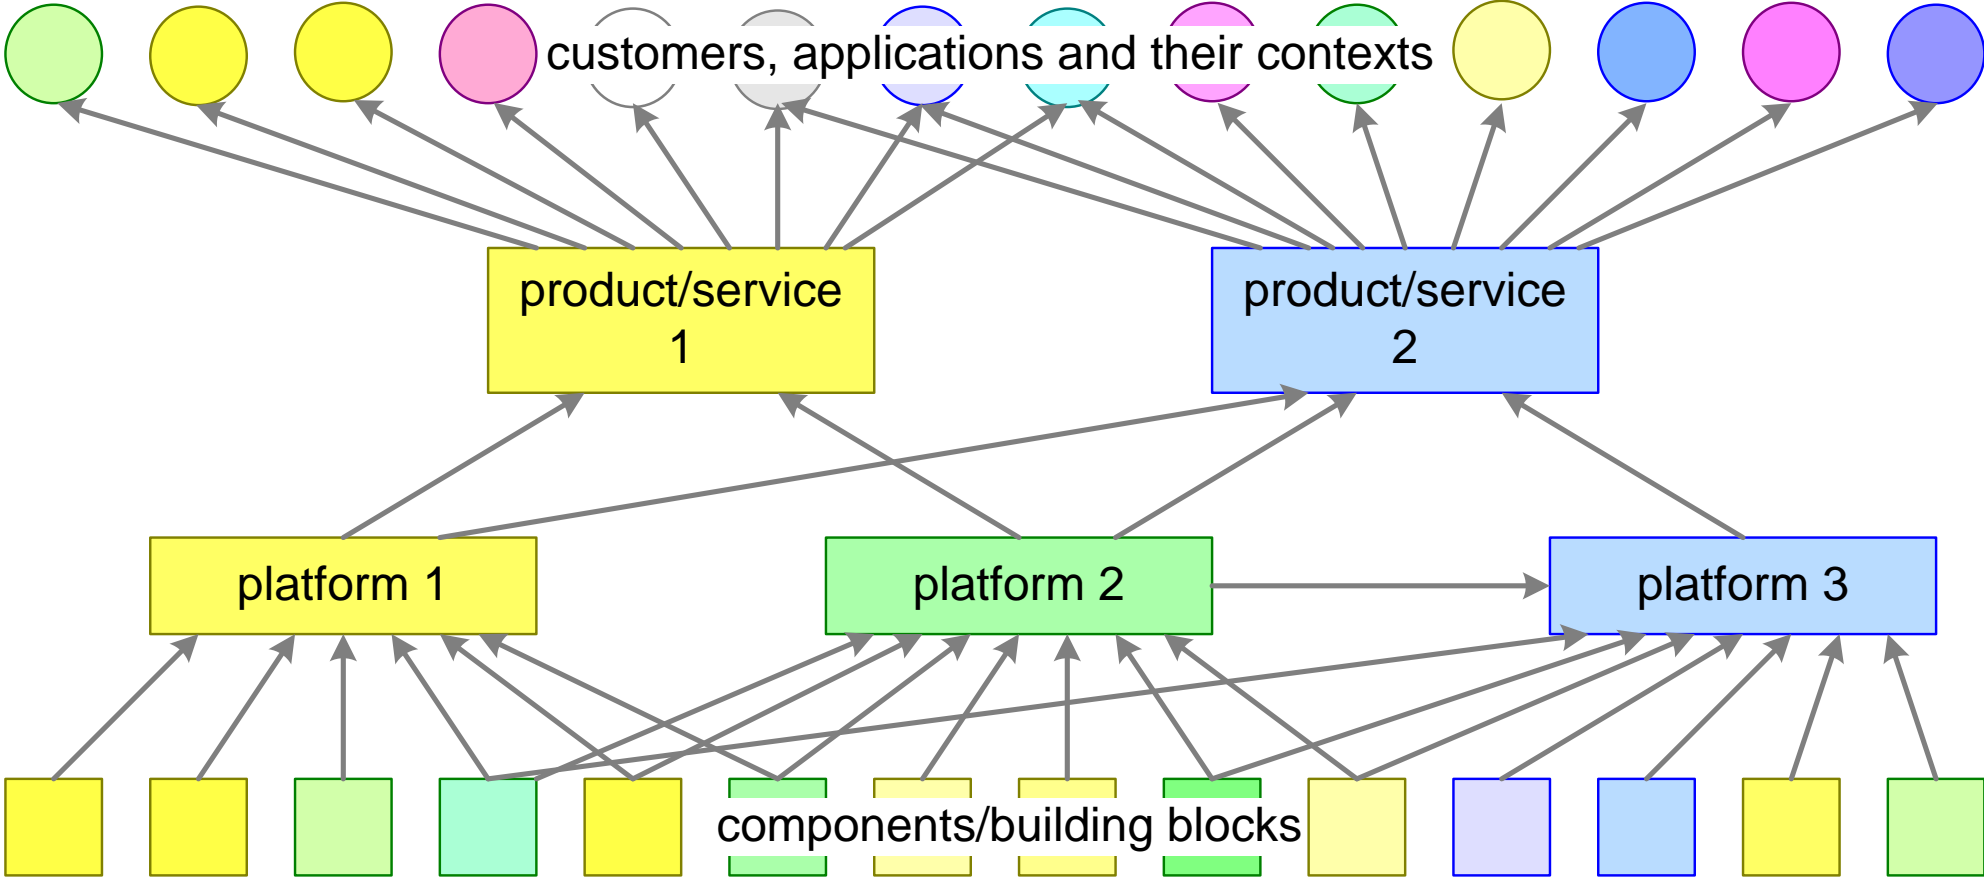 customers, applications and their contexts
product/service
1
product/service
2
platform 1
platform 2
platform 3
components/building blocks